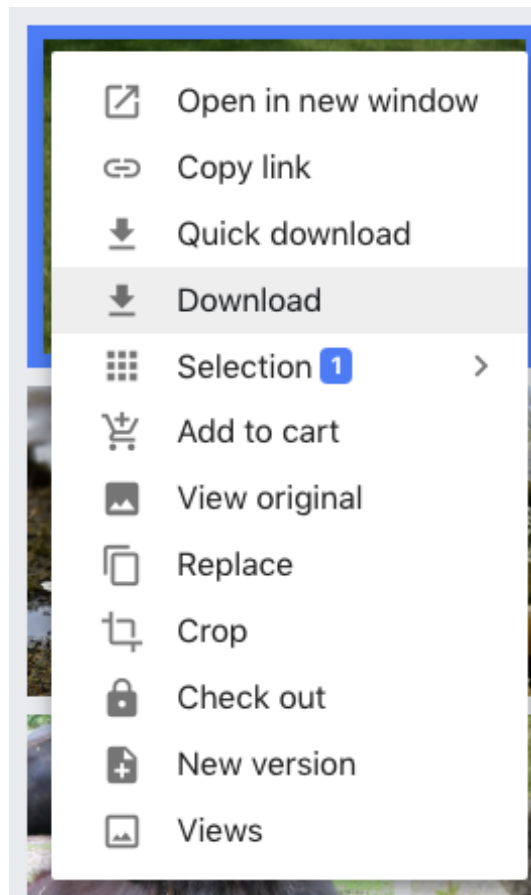 Open in new window
Copy link
Quick download
Download
Selection 1
Add to cart
View original
Replace
Crop
Check out
New version
Views